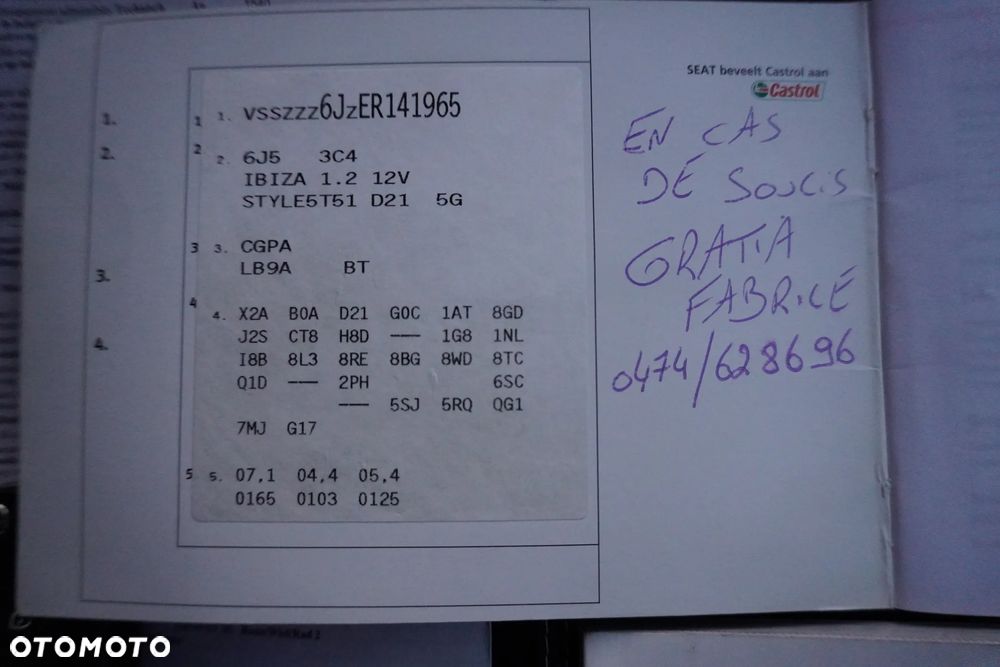 1. 1 1. VSSZZZ6JZER141965
2. 2 2. 6J5 3C4
IBIZA 1.2 12V
STYLE5T51 D21 5G
3 3. CGPA
3. LB9A BT
4 4. X2A B0A D21 G0C 1AT 8GD
4. J2S CT8 H8D --- 1G8 1NL
I8B 8L3 8RE 8BG 8WD 8TC
Q1D --- 2PH 6SC
--- 5SJ 5RQ QG1
7MJ G17
5 5. 07,1 04,4 05,4
0165 0103 0125
SEAT beveelt Castrol aan
Castrol
EN CAS
DE SOUCIS
GRATIA
FABRICE
0474/628696
OTOMOTO